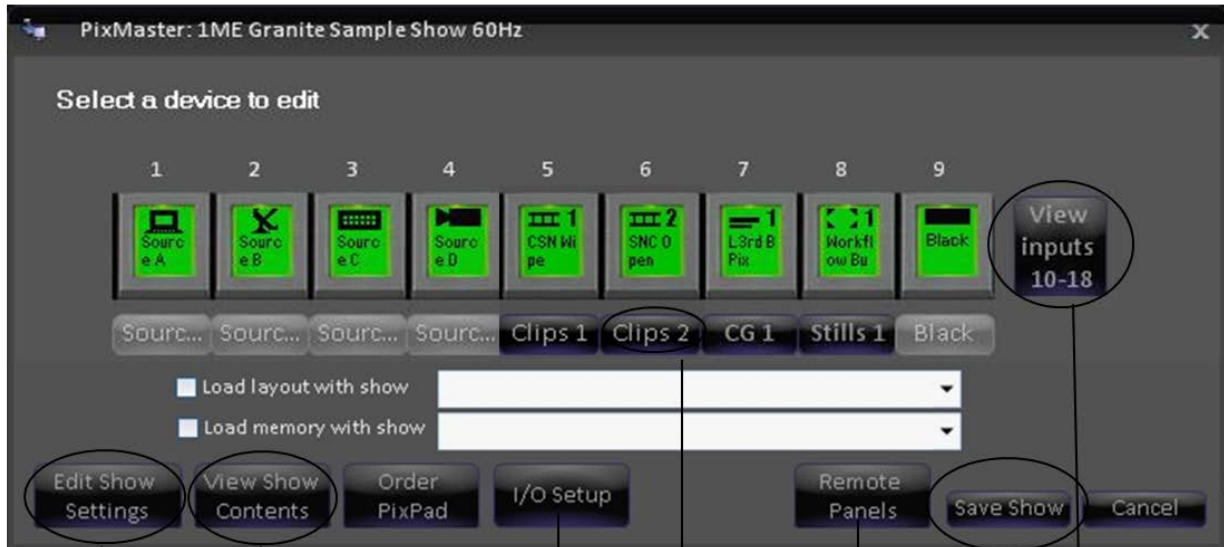 PixMaster: 1ME Granite Sample Show 60Hz x
Select a device to edit
1 2 3 4 5 6 7 8 9
Sourc
e A
Sourc
e B
Sourc
e C
Sourc
e D
1
CSN Wi
pe
2
SNC O
pen
1
L3rd B
Pix
1
Workfl
ow Bu
Black
View
inputs
10-18
Sourc... Sourc... Sourc... Sourc... Clips 1 Clips 2 CG 1 Stills 1 Black
Load layout with show
Load memory with show
Edit Show
Settings
View Show
Contents
Order
PixPad
I/O Setup
Remote
Panels
Save Show
Cancel